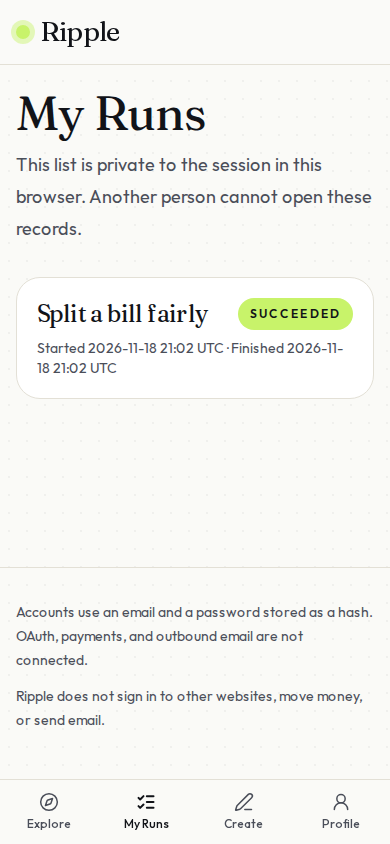 Ripple
My Runs
This list is private to the session in this
browser. Another person cannot open these
records.
Split a bill fairly
SUCCEEDED
Started 2026-11-18 21:02 UTC · Finished 2026-11-
18 21:02 UTC
Accounts use an email and a password stored as a hash.
OAuth, payments, and outbound email are not
connected.
Ripple does not sign in to other websites, move money,
or send email.
Explore
My Runs
Create
Profile